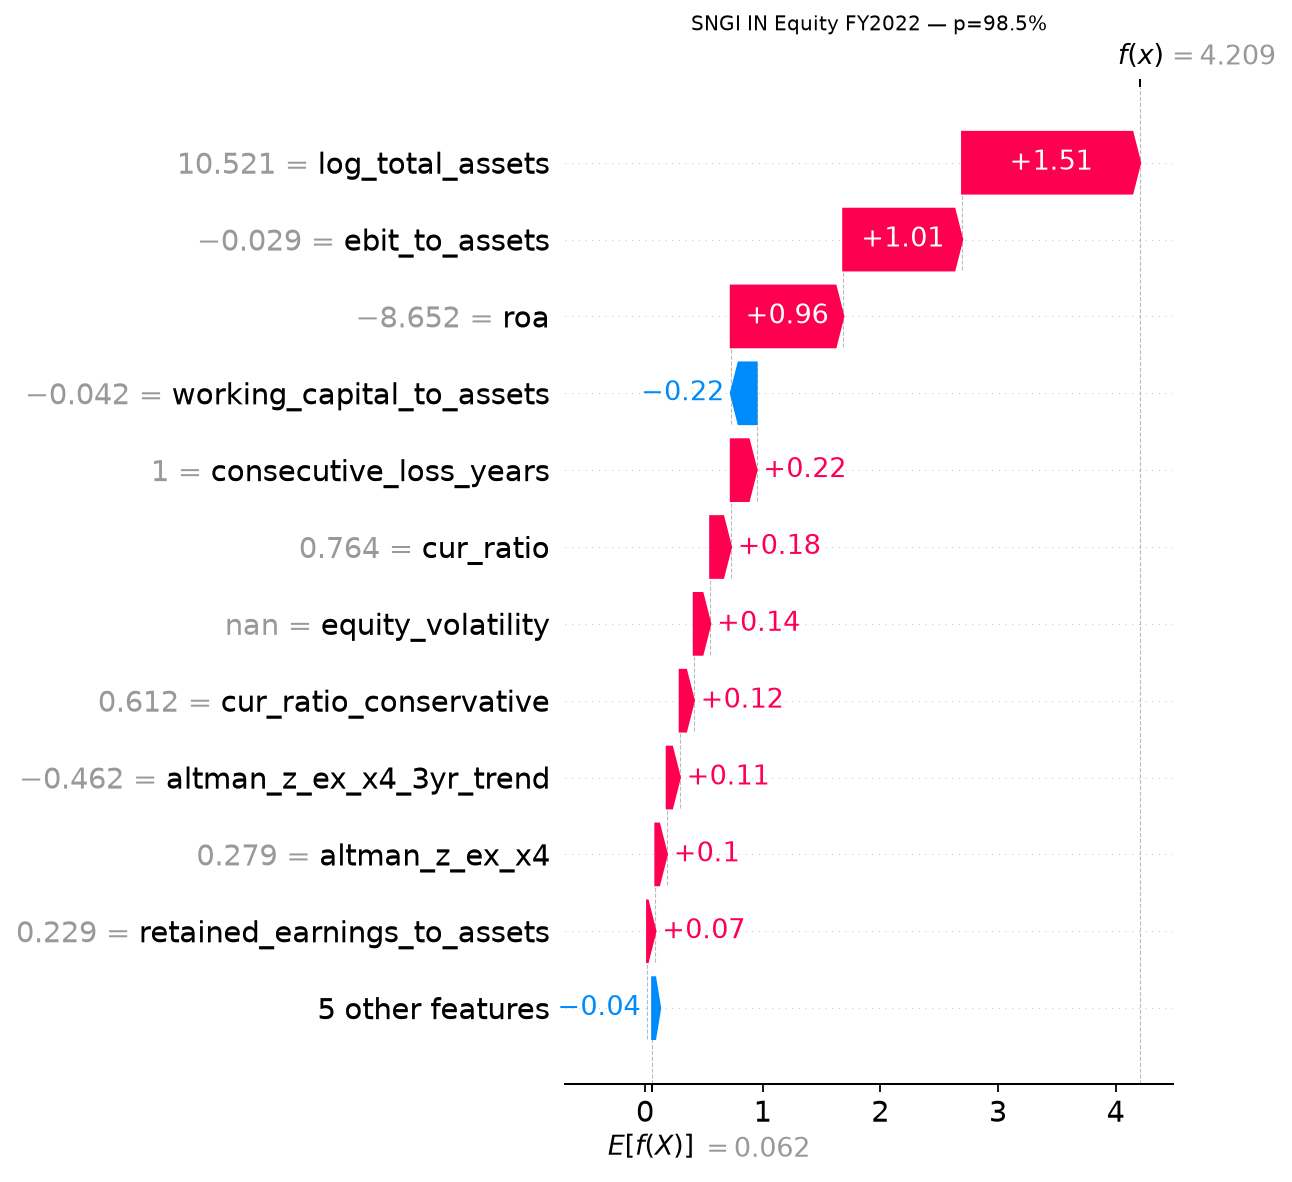 SNGI IN Equity FY2022 — p=98.5%
f(x) = 4.209
10.521 = log_total_assets
+1.51
−0.029 = ebit_to_assets
+1.01
−8.652 = roa
+0.96
−0.042 = working_capital_to_assets
−0.22
1 = consecutive_loss_years
+0.22
0.764 = cur_ratio
+0.18
nan = equity_volatility
+0.14
0.612 = cur_ratio_conservative
+0.12
−0.462 = altman_z_ex_x4_3yr_trend
+0.11
0.279 = altman_z_ex_x4
+0.1
0.229 = retained_earnings_to_assets
+0.07
5 other features
−0.04
0 1 2 3 4
E[f(X)] = 0.062